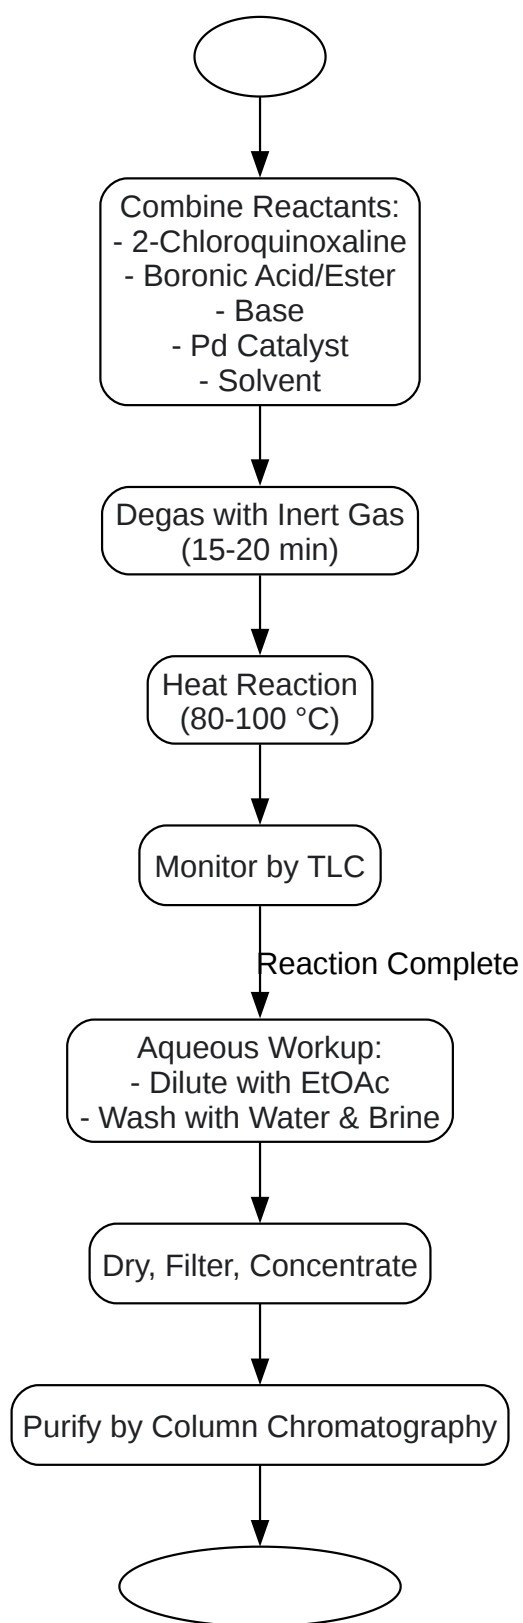 Combine Reactants:
- 2-Chloroquinoxaline
- Boronic Acid/Ester
- Base
- Pd Catalyst
- Solvent
Degas with Inert Gas
(15-20 min)
Heat Reaction
(80-100 °C)
Monitor by TLC
Reaction Complete
Aqueous Workup:
- Dilute with EtOAc
- Wash with Water & Brine
Dry, Filter, Concentrate
Purify by Column Chromatography